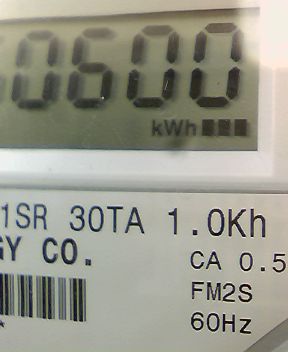 0600
kWh
1SR 30TA 1.0Kh
GY CO.
CA 0.5
FM2S
60Hz